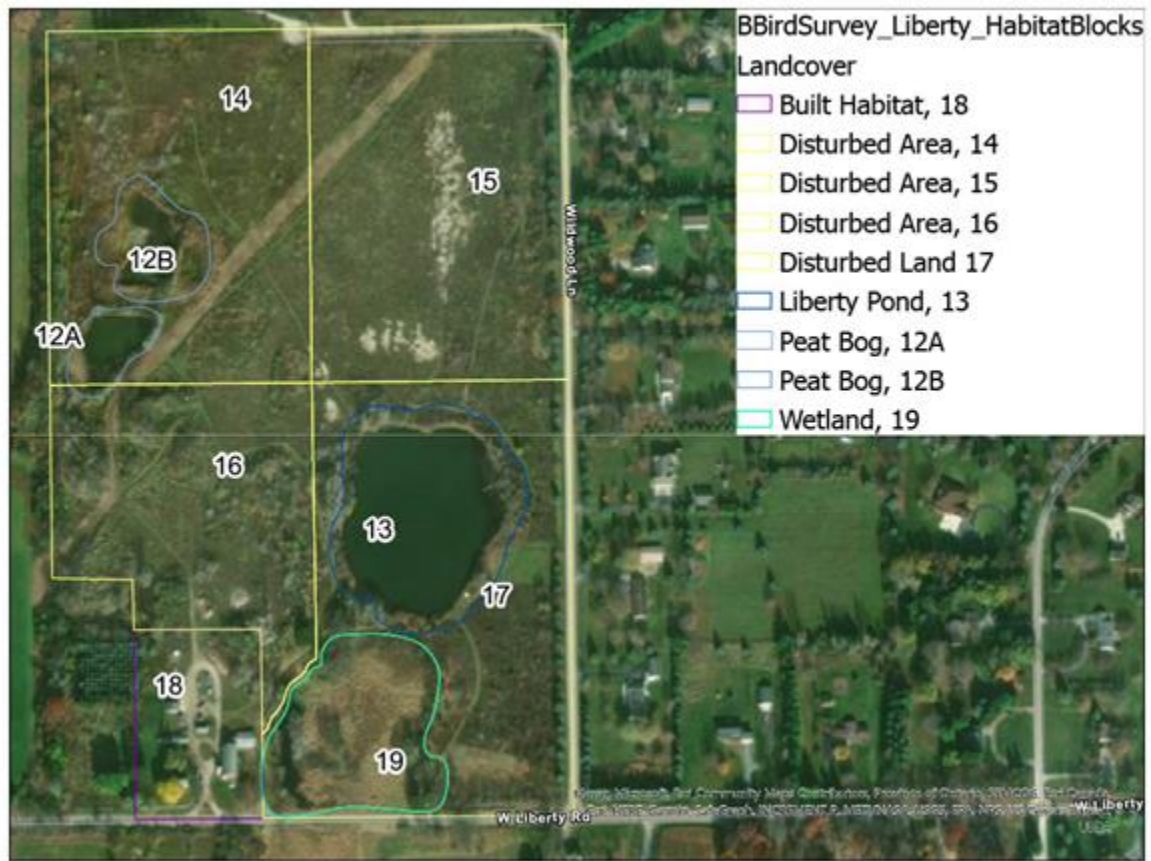 BBirdSurvey_Liberty_HabitatBlocks
Landcover
Built Habitat, 18
Disturbed Area, 14
Disturbed Area, 15
Disturbed Area, 16
Disturbed Land 17
Liberty Pond, 13
Peat Bog, 12A
Peat Bog, 12B
Wetland, 19
14
15
12B
12A
Wildwood Ln
16
13
17
18
19
W Liberty Rd
W Liberty